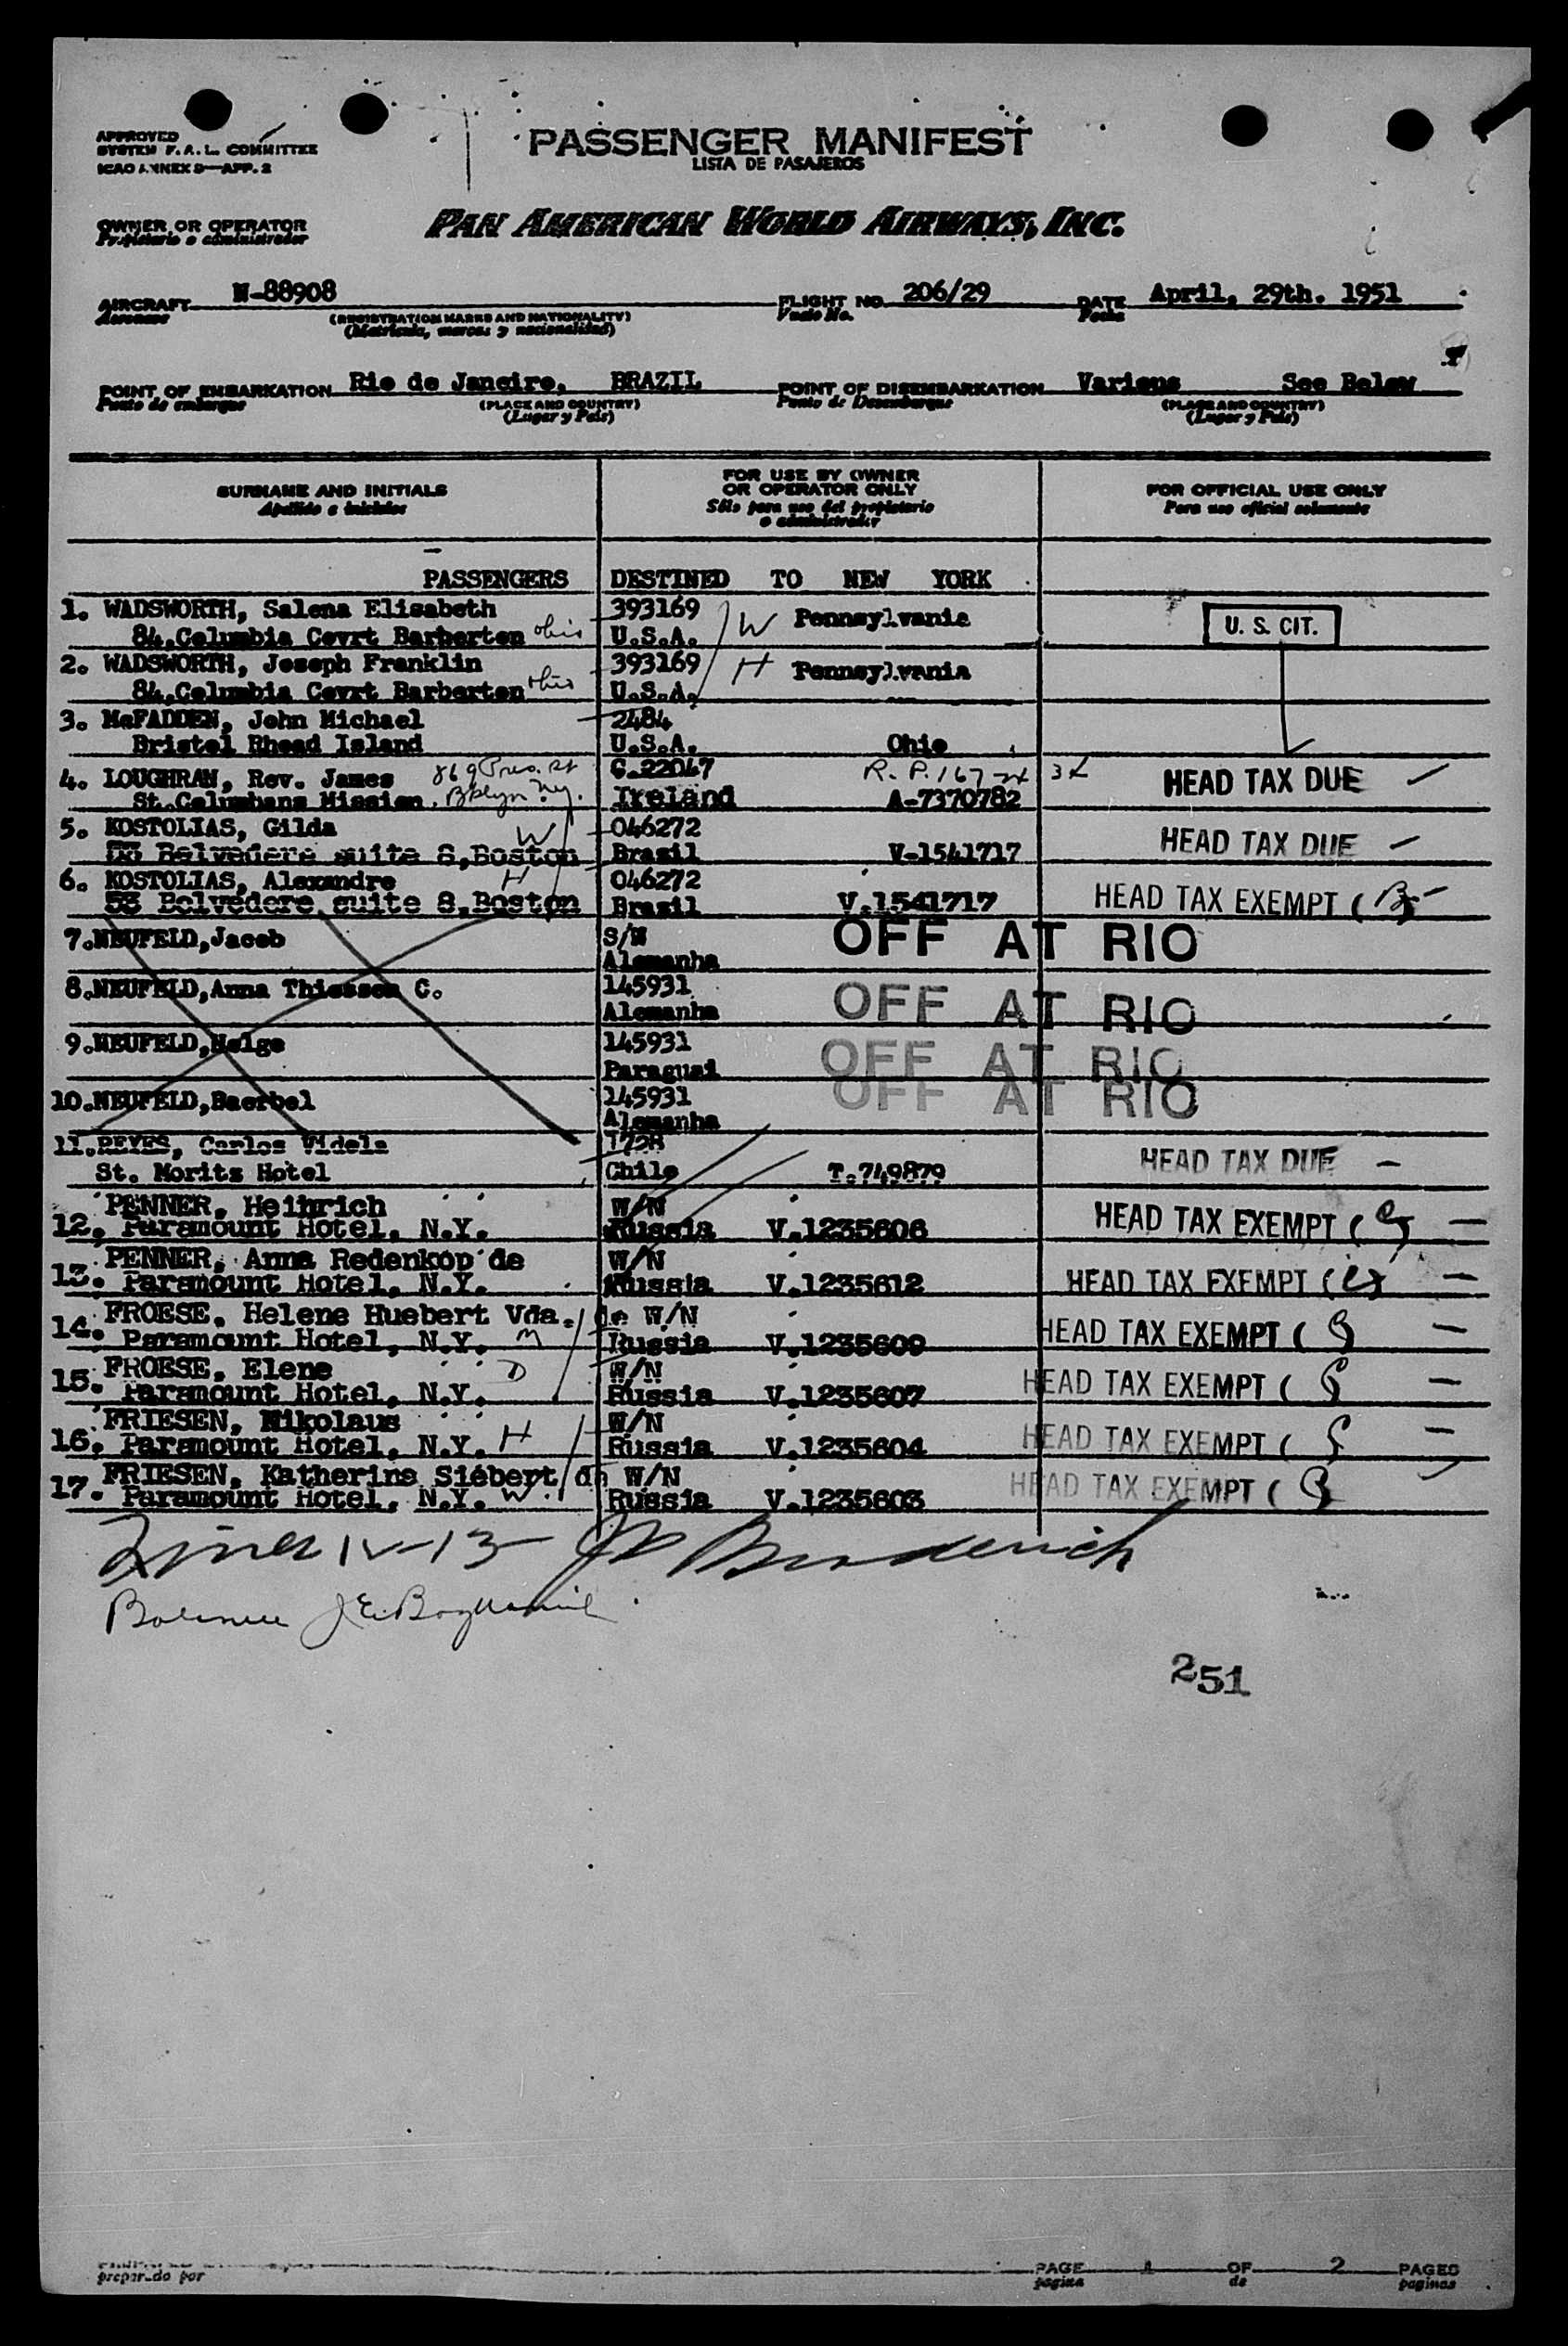 APPROVED
SYSTEM F.A.L. COMMITTEE
ICAO ANNEX 9—APP. 2
PASSENGER MANIFEST
LISTA DE PASAJEROS
OWNER OR OPERATOR
Propietario o administrador
PAN AMERICAN WORLD AIRWAYS, INC.
AIRCRAFT N-88908 FLIGHT NO. 206/29 DATE April, 29th. 1951
Aeronave (REGISTRATION MARKS AND NATIONALITY) Vuelo No. Fecha
(Matrícula, marcas y nacionalidad)
POINT OF EMBARKATION Rio de Janeiro, BRAZIL POINT OF DISEMBARKATION Various See Below
Punto de embarque (PLACE AND COUNTRY) Punto de Desembarque (PLACE AND COUNTRY)
(Lugar y País) (Lugar y País)
SURNAME AND INITIALS FOR USE BY OWNER OR OPERATOR ONLY FOR OFFICIAL USE ONLY
Apellido e iniciales Sólo para uso del propietario o administrador Para uso oficial solamente
PASSENGERS DESTINED TO NEW YORK
1. WADSWORTH, Salena Elisabeth 393169 W Pennsylvania U. S. CIT.
84, Columbia Covrt Barberton Ohio U.S.A.
2. WADSWORTH, Joseph Franklin 393169 H Pennsylvania
84, Columbia Covrt Barberton Ohio U.S.A.
3. McFADDEN, John Michael 2484
Bristol Rhoad Island U.S.A. Ohio
4. LOUGHRAN, Rev. James 869 Pres. St C.22047 R.P. 167 HEAD TAX DUE
St. Columbans Mission, Bklyn N.Y. Ireland A-7370782
5. KOSTOLIAS, Gilda W 046272 HEAD TAX DUE
53 Belvedere suite 8, Boston Brasil V-1541717
6. KOSTOLIAS, Alexandre H 046272
53 Belvedere suite 8, Boston Brasil V.1541717 HEAD TAX EXEMPT (B)
7. NEUFELD, Jacob S/N OFF AT RIO
Alemanha
8. NEUFELD, Anna Thiessen C. 145931 OFF AT RIO
Alemanha
9. NEUFELD, Helge 145931 OFF AT RIO
Paraguai
10. NEUFELD, Baerbel 145931 OFF AT RIO
Alemanha
11. REYES, Carlos Videla 1728 HEAD TAX DUE
St. Moritz Hotel Chile T.749879
PENNER, Heinrich W/N
12. Paramount Hotel, N.Y. Russia V.1235606 HEAD TAX EXEMPT (
PENNER, Anna Redenkop de W/N
13. Paramount Hotel, N.Y. Russia V.1235612 HEAD TAX EXEMPT (
FROESE, Helene Huebert Vda. de W/N
14. Paramount Hotel, N.Y. M Russia V.1235609 HEAD TAX EXEMPT (
FROESE, Elene D W/N
15. Paramount Hotel, N.Y. Russia V.1235607 HEAD TAX EXEMPT (
FRIESEN, Nikolaus W/N
16. Paramount Hotel, N.Y. H Russia V.1235604 HEAD TAX EXEMPT (
FRIESEN, Katherina Siebert de W/N
17. Paramount Hotel, N.Y. W. Russia V.1235603 HEAD TAX EXEMPT (
Broderick
Balance J E
251
preparado por PAGE 1 OF 2 PAGES
página de páginas